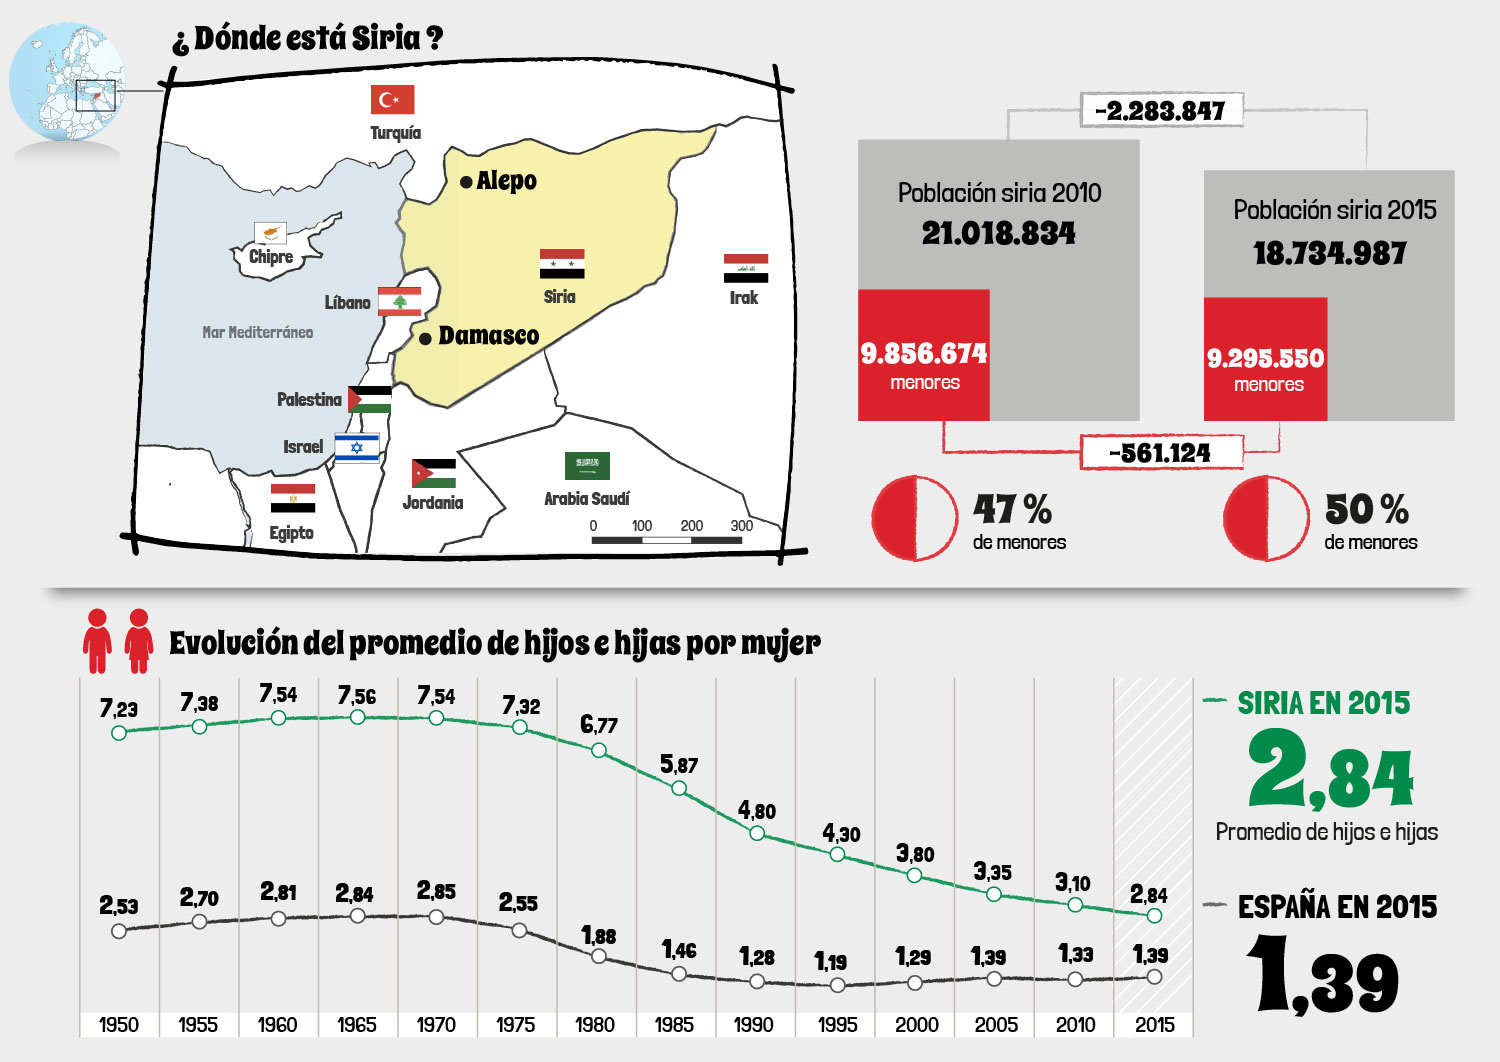 ¿ Dónde está Siria ?
Turquía
Alepo
Chipre
Siria
Irak
Líbano
Mar Mediterráneo
Damasco
Palestina
Israel
Jordania
Arabia Saudí
Egipto
0 100 200 300
-2.283.847
Población siria 2010
21.018.834
Población siria 2015
18.734.987
9.856.674
menores
9.295.550
menores
-561.124
47 %
de menores
50 %
de menores
Evolución del promedio de hijos e hijas por mujer
7,23 7,38 7,54 7,56 7,54 7,32 6,77 5,87 4,80 4,30 3,80 3,35 3,10 2,84
2,53 2,70 2,81 2,84 2,85 2,55 1,88 1,46 1,28 1,19 1,29 1,39 1,33 1,39
1950 1955 1960 1965 1970 1975 1980 1985 1990 1995 2000 2005 2010 2015
SIRIA EN 2015
2,84
Promedio de hijos e hijas
ESPAÑA EN 2015
1,39